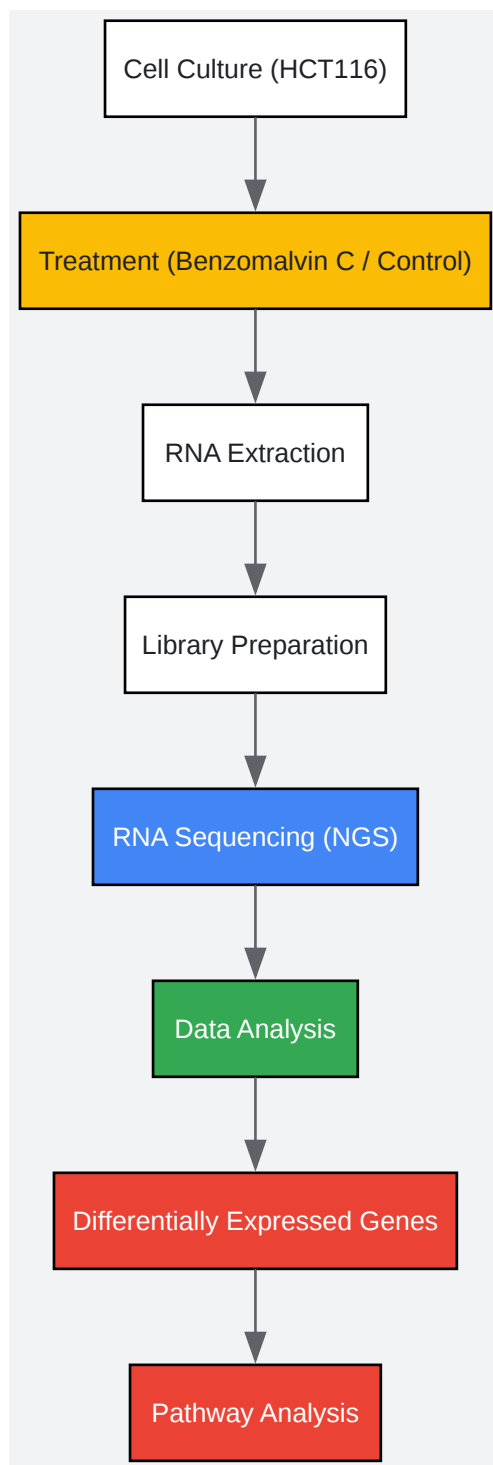 Cell Culture (HCT116)
Treatment (Benzomalvin C / Control)
RNA Extraction
Library Preparation
RNA Sequencing (NGS)
Data Analysis
Differentially Expressed Genes
Pathway Analysis